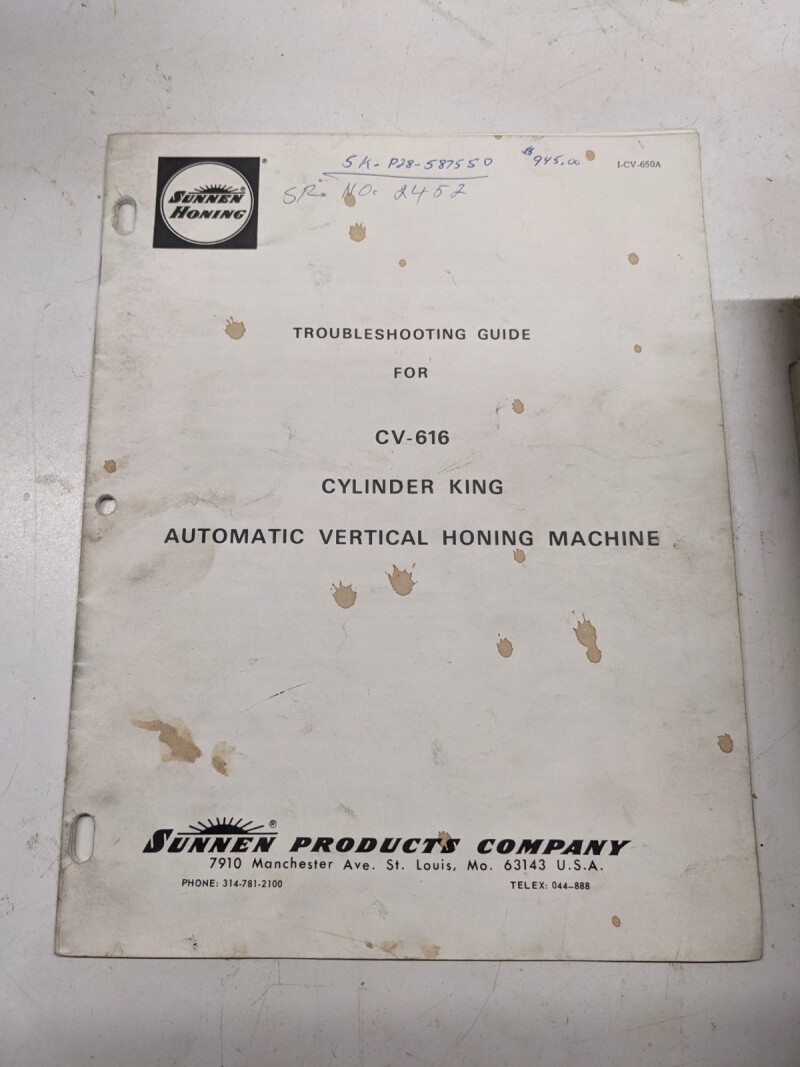 SK-P28-58755D $945.00 I-CV-650A
SR. NO. 2452
SUNNEN
HONING
TROUBLESHOOTING GUIDE
FOR
CV-616
CYLINDER KING
AUTOMATIC VERTICAL HONING MACHINE
SUNNEN PRODUCTS COMPANY
7910 Manchester Ave. St. Louis, Mo. 63143 U.S.A.
PHONE: 314-781-2100 TELEX: 044-888